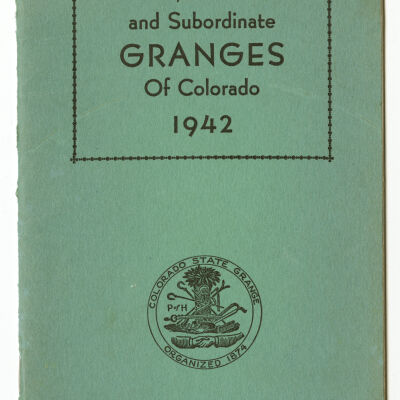 and Subordinate
GRANGES
Of Colorado
1942
COLORADO STATE GRANGE
P of H
ORGANIZED 1874